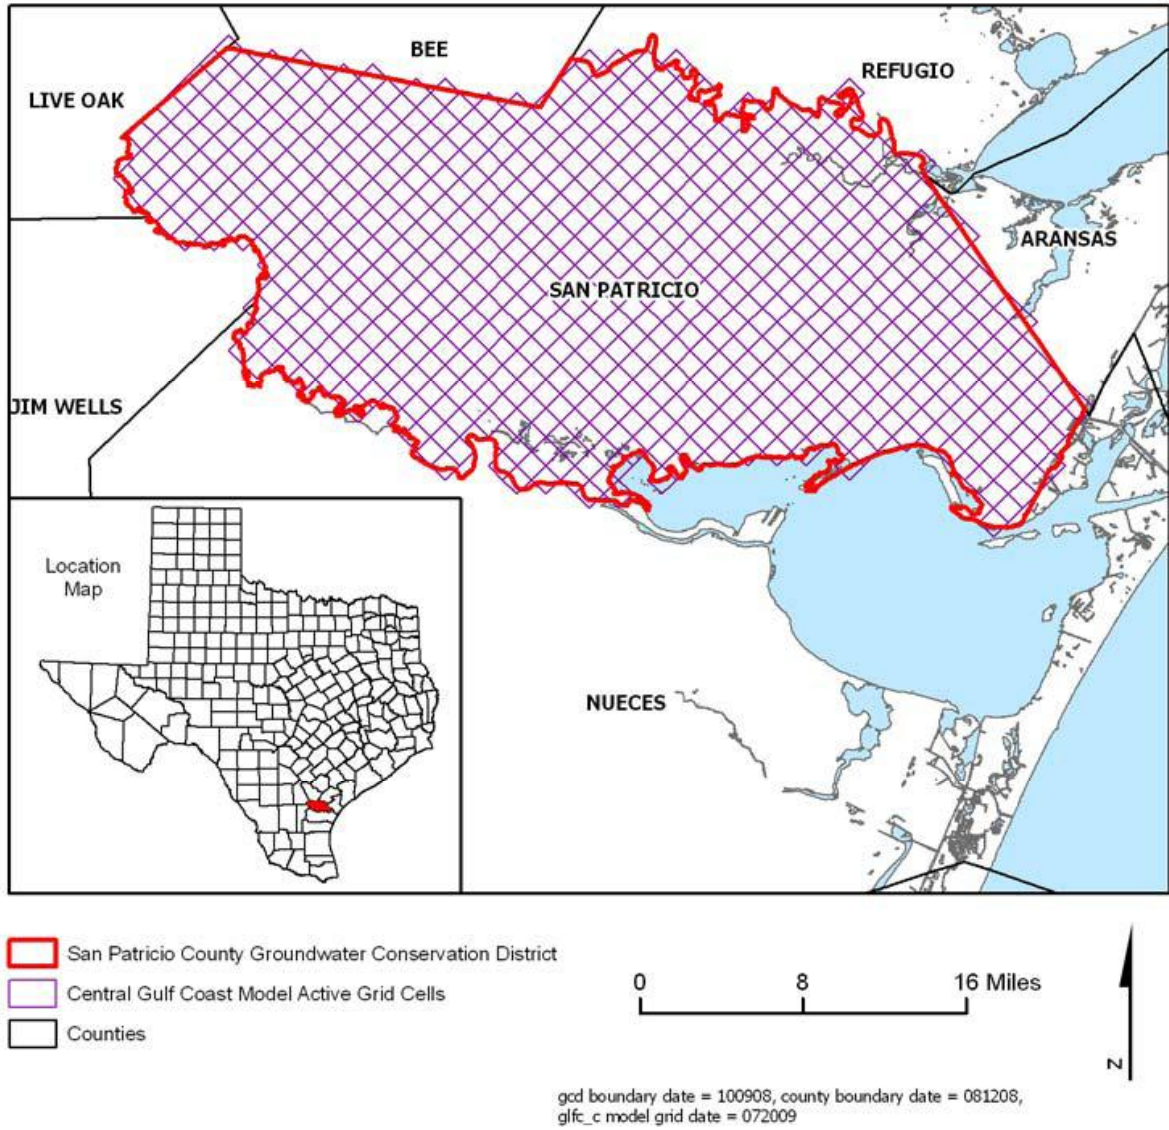 BEE
REFUGIO
LIVE OAK
ARANSAS
SAN PATRICIO
JIM WELLS
Location
Map
NUECES
San Patricio County Groundwater Conservation District
Central Gulf Coast Model Active Grid Cells
Counties
0 8 16 Miles
N
gcd boundary date = 100908, county boundary date = 081208,
glfc_c model grid date = 072009